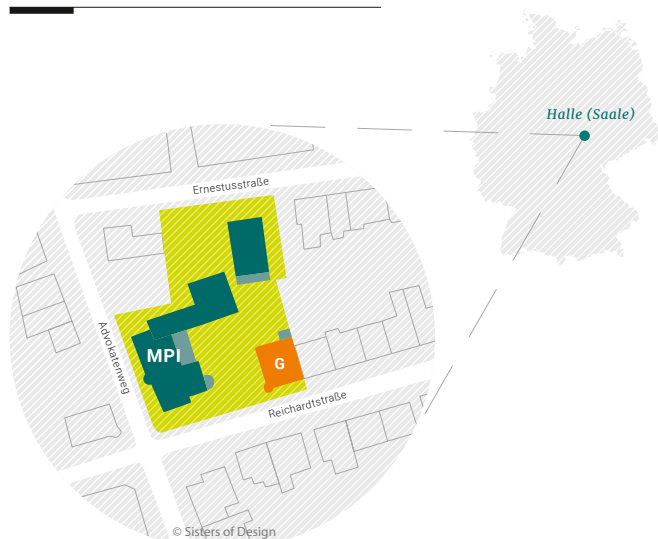 Halle (Saale)
Ernestusstraße
Advokatenweg
MPI
G
Reichardtstraße
© Sisters of Design